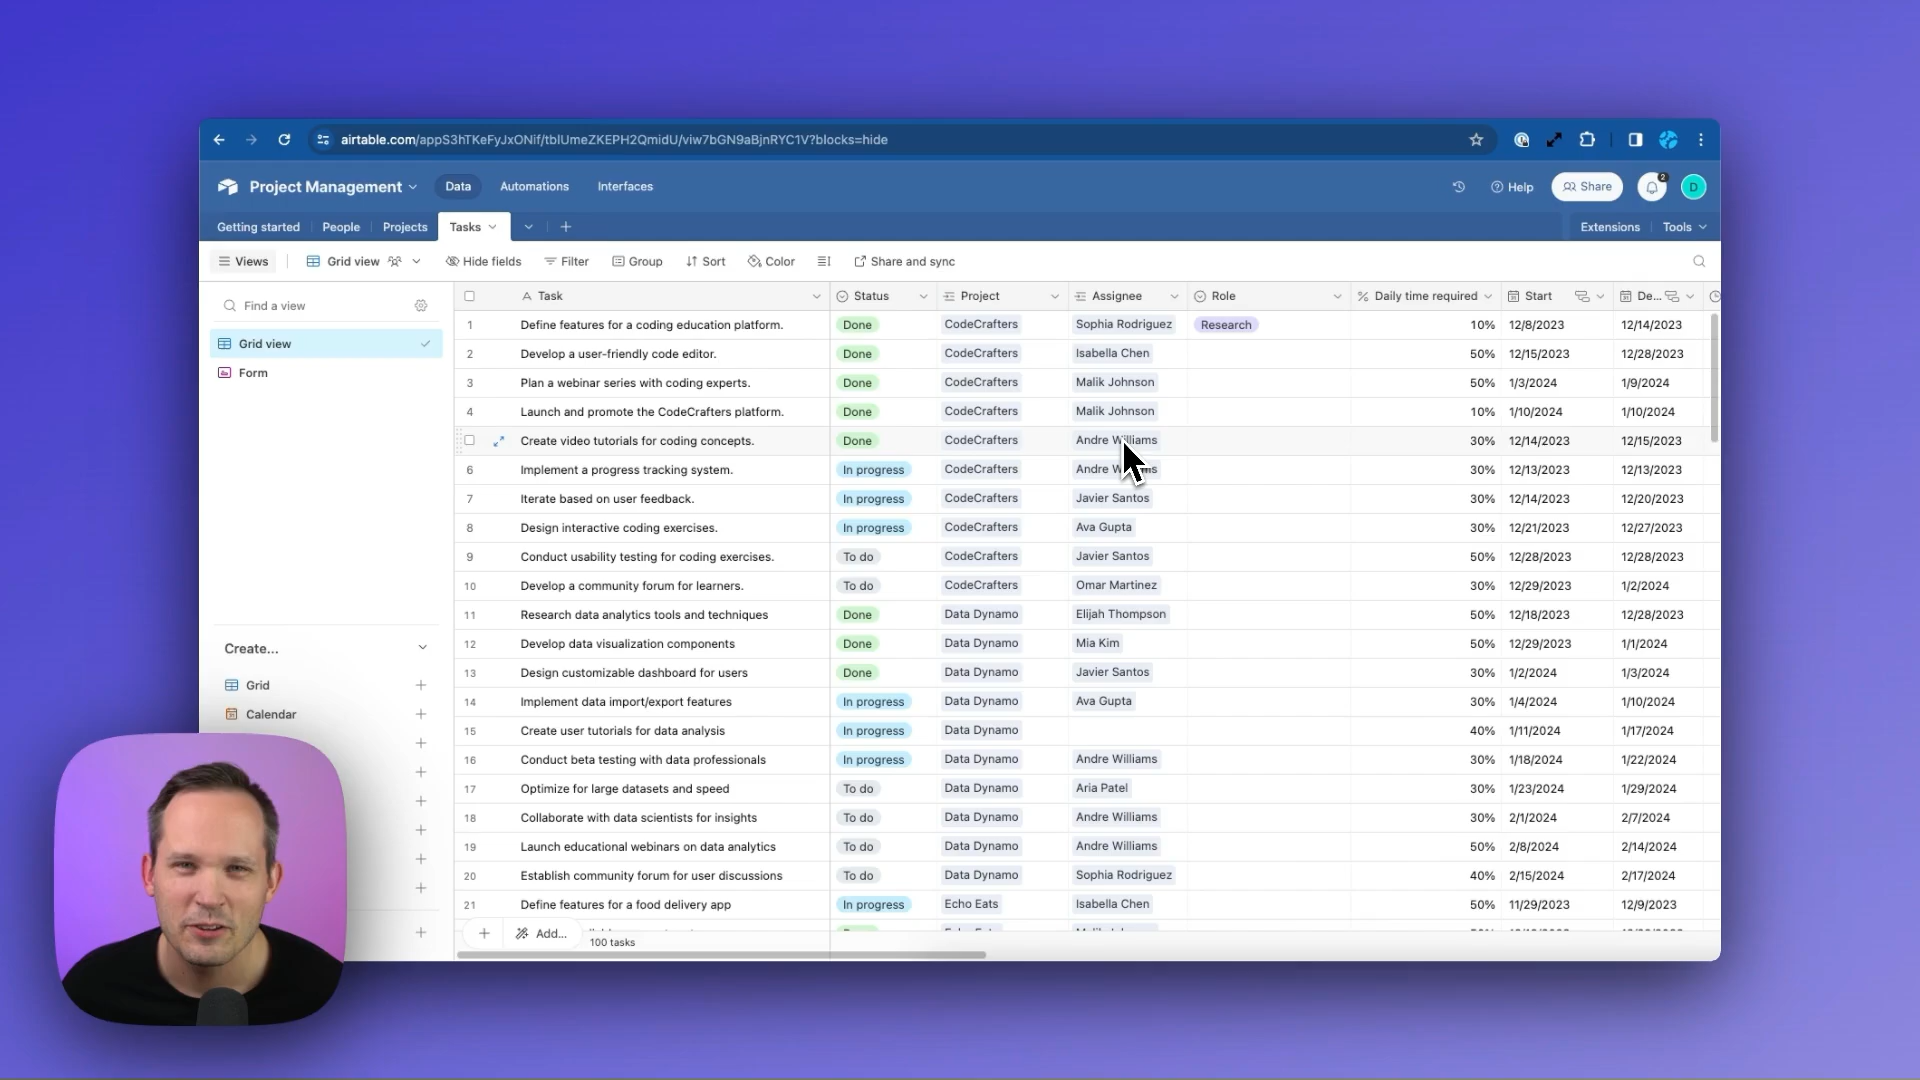 airtable.com/appS3hTKeFyJxONif/tblUmeZKEPH2QmidU/viw7bGN9aBjnRYC1V?blocks=hide
Project Management Data Automations Interfaces Help Share 2 D
Getting started People Projects Tasks Extensions Tools
Views Grid view Hide fields Filter Group Sort Color Share and sync
Find a view
Grid view
Form
Create...
Grid
Calendar
Task Status Project Assignee Role Daily time required Start De...
1 Define features for a coding education platform. Done CodeCrafters Sophia Rodriguez Research 10% 12/8/2023 12/14/2023
2 Develop a user-friendly code editor. Done CodeCrafters Isabella Chen 50% 12/15/2023 12/28/2023
3 Plan a webinar series with coding experts. Done CodeCrafters Malik Johnson 50% 1/3/2024 1/9/2024
4 Launch and promote the CodeCrafters platform. Done CodeCrafters Malik Johnson 10% 1/10/2024 1/10/2024
Create video tutorials for coding concepts. Done CodeCrafters Andre Williams 30% 12/14/2023 12/15/2023
6 Implement a progress tracking system. In progress CodeCrafters Andre 30% 12/13/2023 12/13/2023
7 Iterate based on user feedback. In progress CodeCrafters Javier Santos 30% 12/14/2023 12/20/2023
8 Design interactive coding exercises. In progress CodeCrafters Ava Gupta 30% 12/21/2023 12/27/2023
9 Conduct usability testing for coding exercises. To do CodeCrafters Javier Santos 50% 12/28/2023 12/28/2023
10 Develop a community forum for learners. To do CodeCrafters Omar Martinez 30% 12/29/2023 1/2/2024
11 Research data analytics tools and techniques Done Data Dynamo Elijah Thompson 50% 12/18/2023 12/28/2023
12 Develop data visualization components Done Data Dynamo Mia Kim 50% 12/29/2023 1/1/2024
13 Design customizable dashboard for users Done Data Dynamo Javier Santos 30% 1/2/2024 1/3/2024
14 Implement data import/export features In progress Data Dynamo Ava Gupta 30% 1/4/2024 1/10/2024
15 Create user tutorials for data analysis In progress Data Dynamo 40% 1/11/2024 1/17/2024
16 Conduct beta testing with data professionals In progress Data Dynamo Andre Williams 30% 1/18/2024 1/22/2024
17 Optimize for large datasets and speed To do Data Dynamo Aria Patel 30% 1/23/2024 1/29/2024
18 Collaborate with data scientists for insights To do Data Dynamo Andre Williams 30% 2/1/2024 2/7/2024
19 Launch educational webinars on data analytics To do Data Dynamo Andre Williams 50% 2/8/2024 2/14/2024
20 Establish community forum for user discussions To do Data Dynamo Sophia Rodriguez 40% 2/15/2024 2/17/2024
21 Define features for a food delivery app In progress Echo Eats Isabella Chen 50% 11/29/2023 12/9/2023
Add...
100 tasks